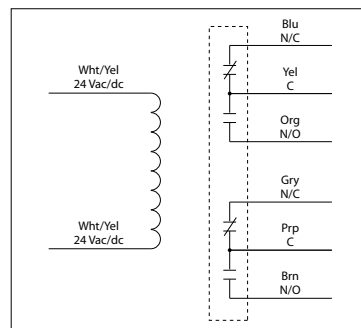 Wht/Yel
24 Vac/dc
Wht/Yel
24 Vac/dc
Blu
N/C
Yel
C
Org
N/O
Gry
N/C
Prp
C
Brn
N/O